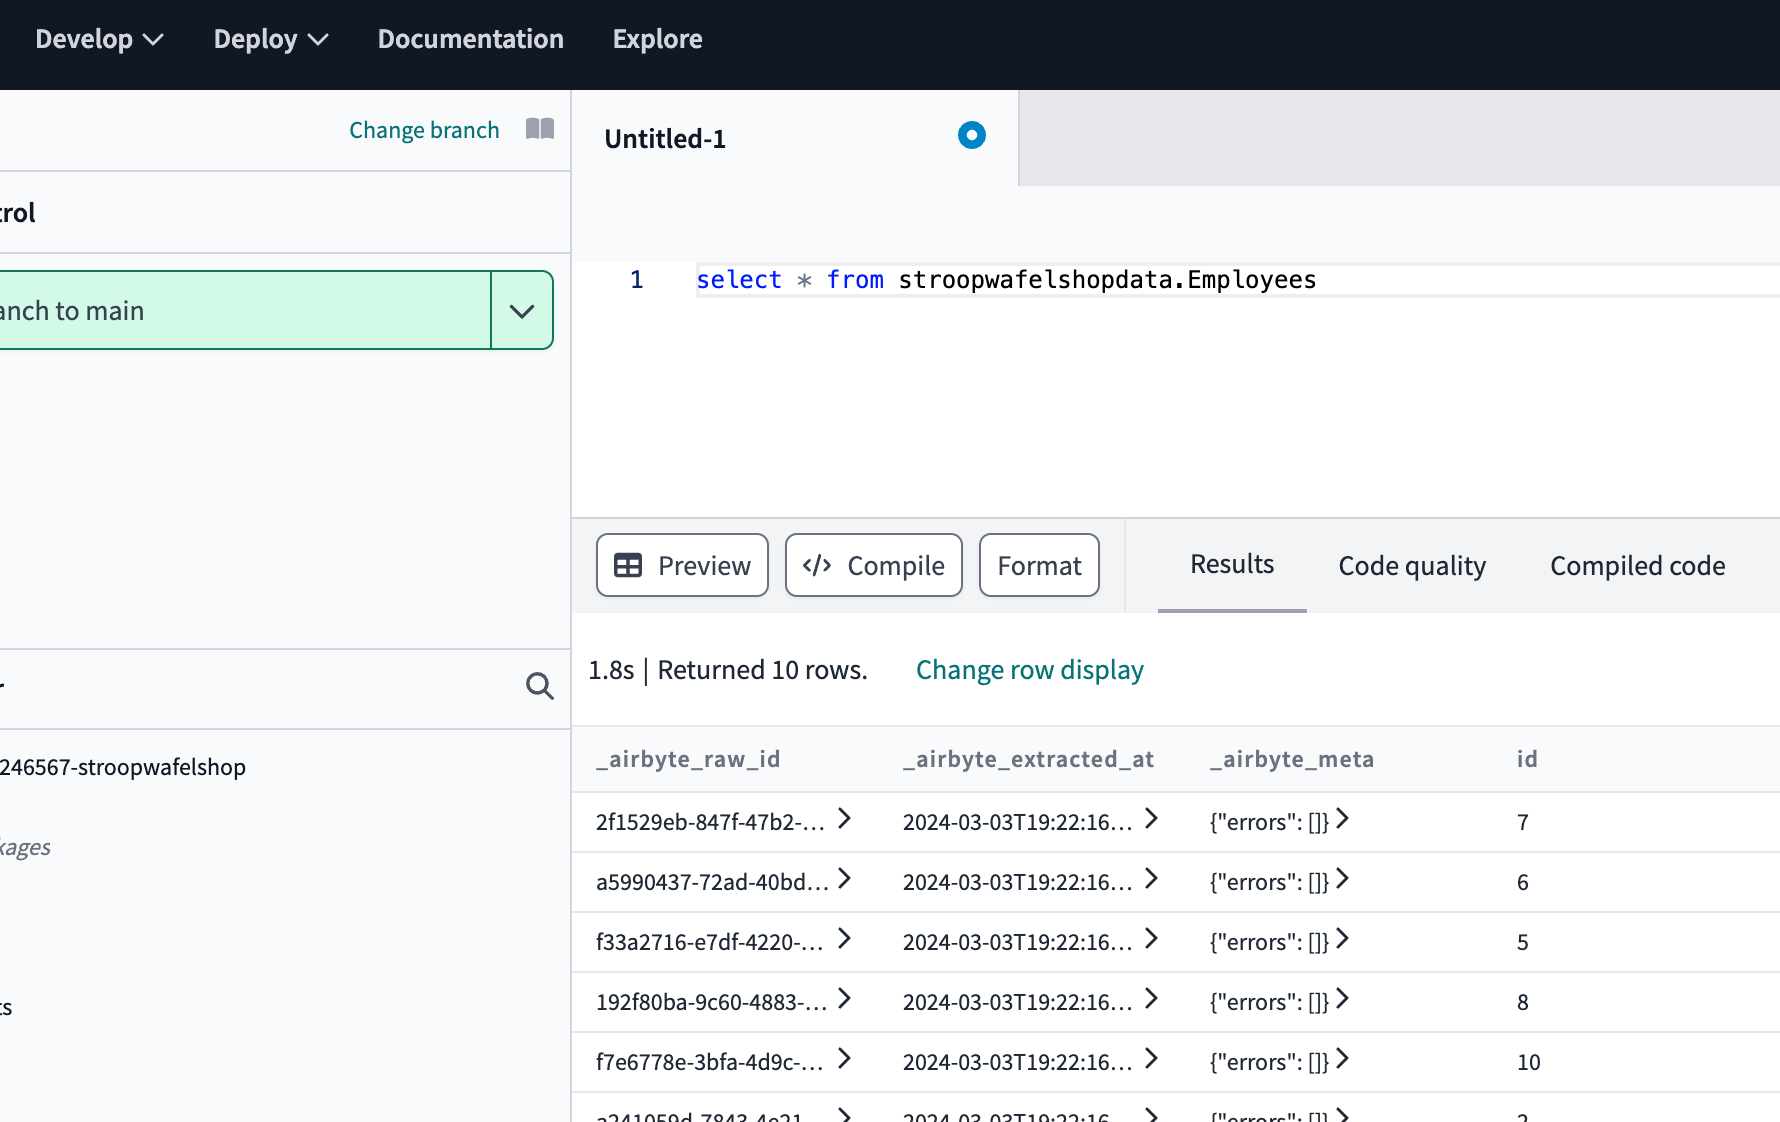 Develop Deploy Documentation Explore
Change branch
trol
anch to main
246567-stroopwafelshop
kages
ts
Untitled-1
1 select * from stroopwafelshopdata.Employees
Preview </> Compile Format Results Code quality Compiled code
1.8s | Returned 10 rows. Change row display
_airbyte_raw_id _airbyte_extracted_at _airbyte_meta id
2f1529eb-847f-47b2-... 2024-03-03T19:22:16... {"errors": []} 7
a5990437-72ad-40bd... 2024-03-03T19:22:16... {"errors": []} 6
f33a2716-e7df-4220-... 2024-03-03T19:22:16... {"errors": []} 5
192f80ba-9c60-4883-... 2024-03-03T19:22:16... {"errors": []} 8
f7e6778e-3bfa-4d9c-... 2024-03-03T19:22:16... {"errors": []} 10